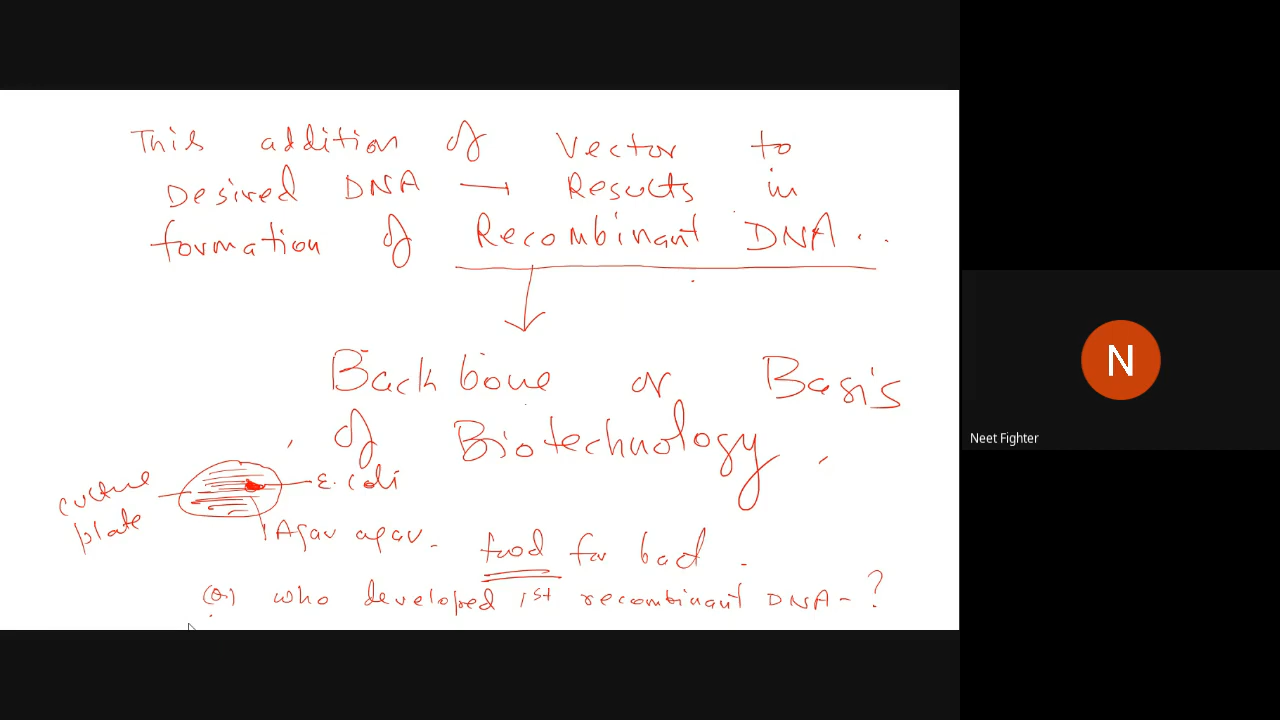 This addition of Vector to
Desired DNA → Results in
formation of Recombinant DNA..
Backbone or Basis
of Biotechnology.
culture
plate
E. coli
Agar agar.
food for bact.
(Q) who developed 1st recombinant DNA-?
N
Neet Fighter